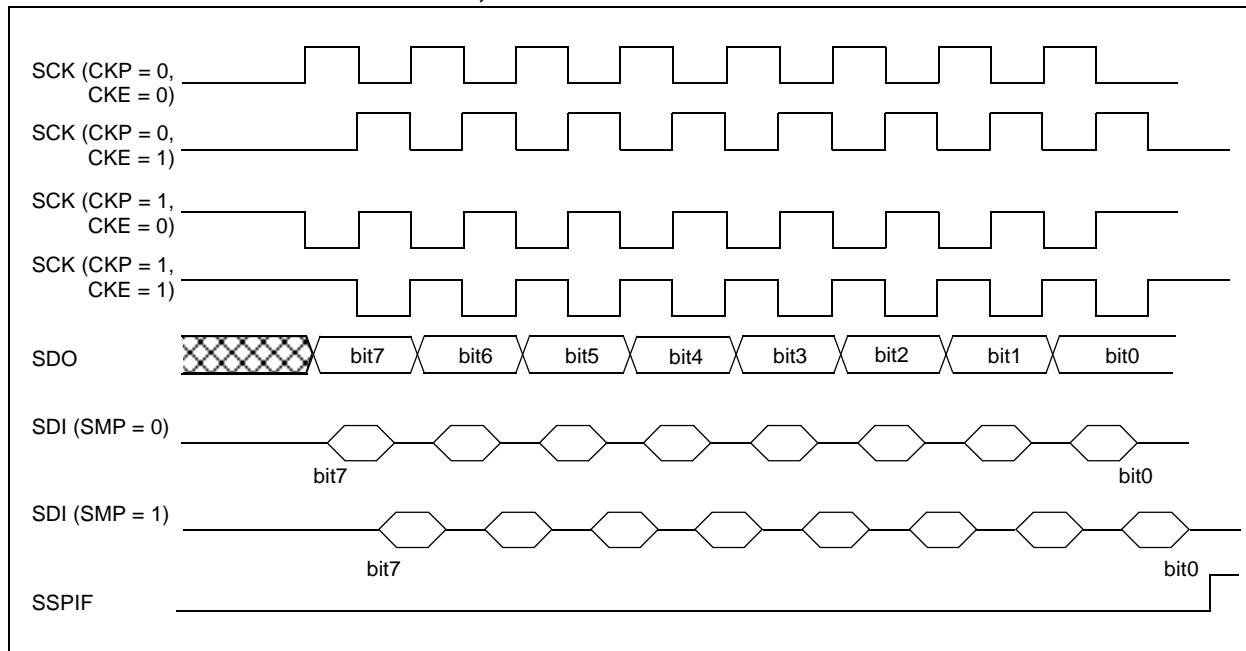 SCK (CKP = 0,
CKE = 0)
SCK (CKP = 0,
CKE = 1)
SCK (CKP = 1,
CKE = 0)
SCK (CKP = 1,
CKE = 1)
SDO bit7 bit6 bit5 bit4 bit3 bit2 bit1 bit0
SDI (SMP = 0)
bit7 bit0
SDI (SMP = 1)
bit7 bit0
SSPIF